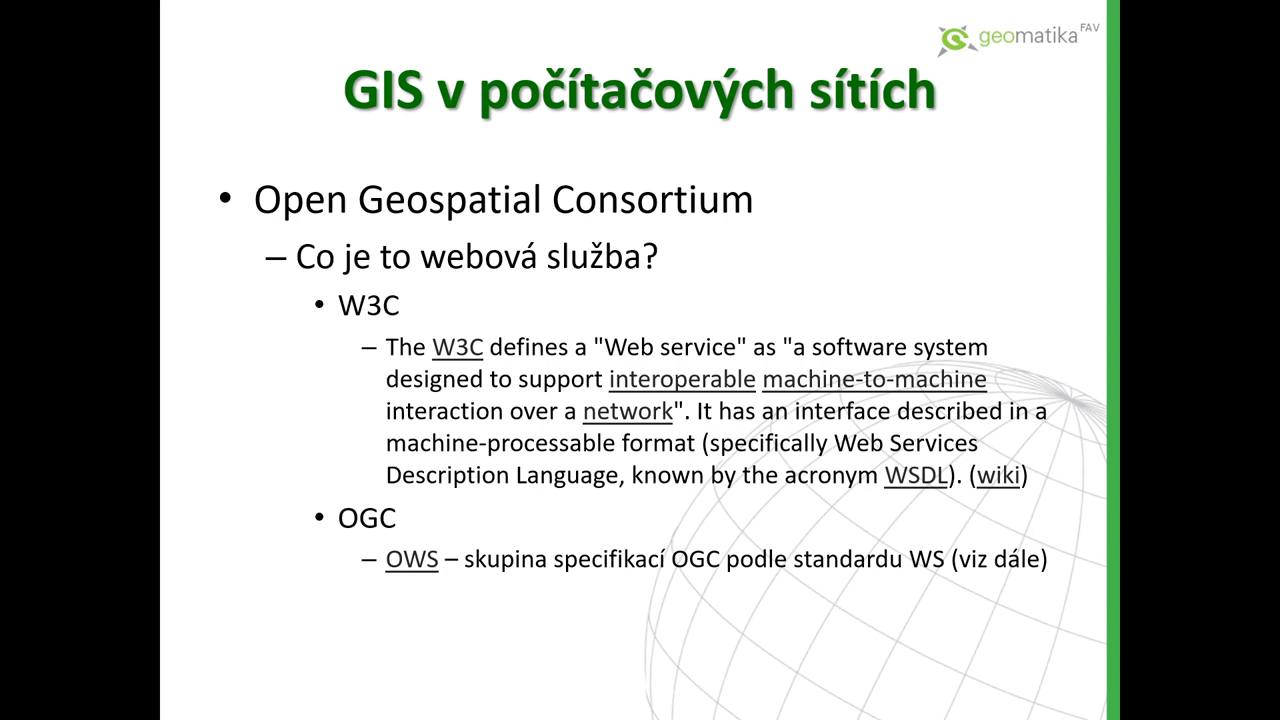 geomatika FAV
GIS v počítačových sítích
• Open Geospatial Consortium
– Co je to webová služba?
• W3C
– The W3C defines a "Web service" as "a software system
designed to support interoperable machine-to-machine
interaction over a network". It has an interface described in a
machine-processable format (specifically Web Services
Description Language, known by the acronym WSDL). (wiki)
• OGC
– OWS – skupina specifikací OGC podle standardu WS (viz dále)